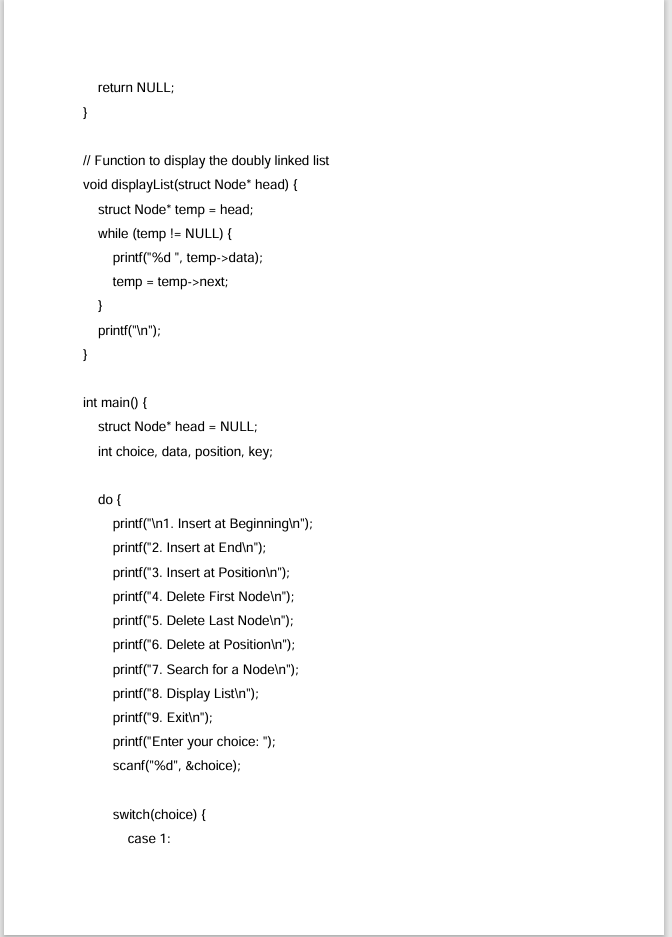 return NULL;
}
// Function to display the doubly linked list
void displayList(struct Node* head) {
struct Node* temp = head;
while (temp != NULL) {
printf("%d ", temp->data);
temp = temp->next;
}
printf("\n");
}
int main() {
struct Node* head = NULL;
int choice, data, position, key;
do {
printf("\n1. Insert at Beginning\n");
printf("2. Insert at End\n");
printf("3. Insert at Position\n");
printf("4. Delete First Node\n");
printf("5. Delete Last Node\n");
printf("6. Delete at Position\n");
printf("7. Search for a Node\n");
printf("8. Display List\n");
printf("9. Exit\n");
printf("Enter your choice: ");
scanf("%d", &choice);
switch(choice) {
case 1: